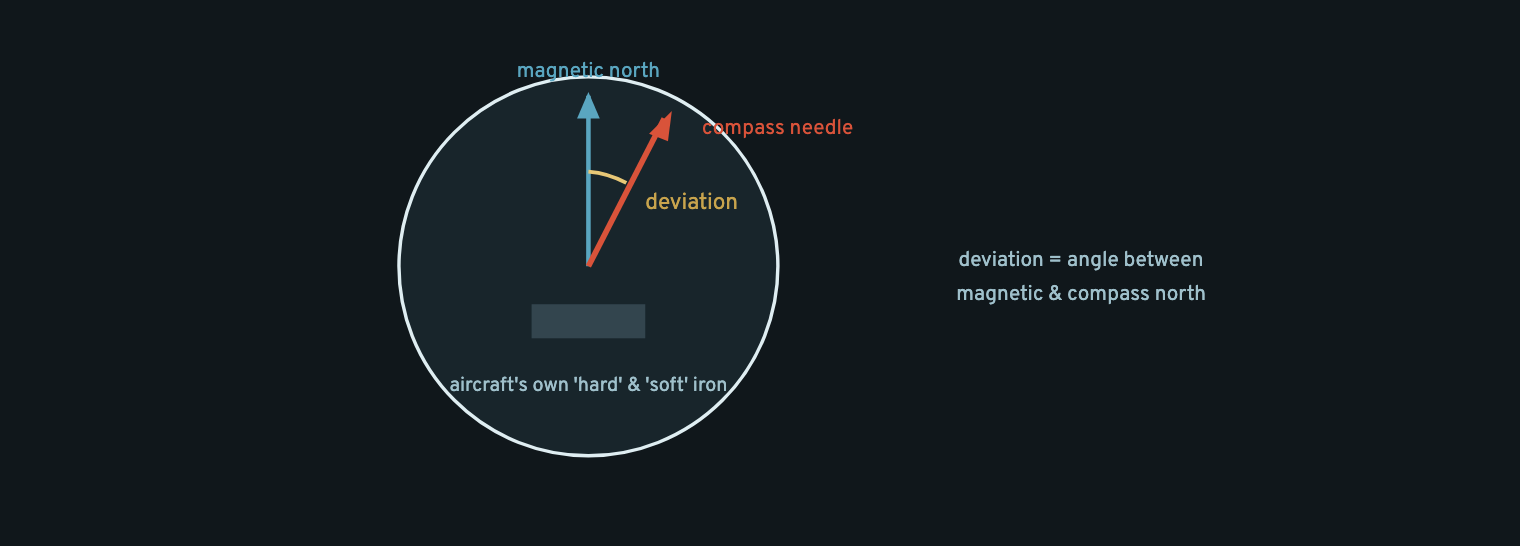 magnetic north
compass needle
deviation
deviation = angle between
magnetic & compass north
aircraft's own 'hard' & 'soft' iron